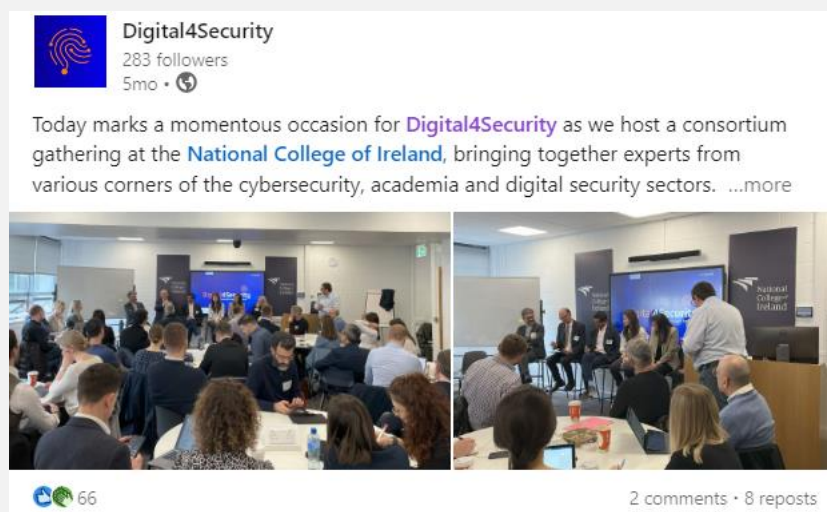 Digital4Security
283 followers
5mo •
Today marks a momentous occasion for Digital4Security as we host a consortium
gathering at the National College of Ireland, bringing together experts from
various corners of the cybersecurity, academia and digital security sectors. ...more
Digital4Security
National
College of
Ireland
66
2 comments • 8 reposts